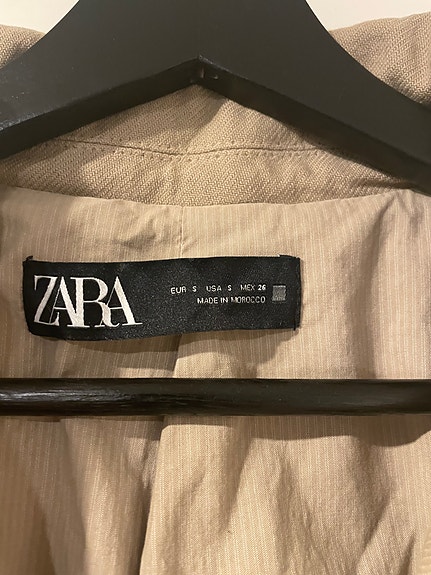 ZARA
EUR S USA S MEX 26
MADE IN MOROCCO